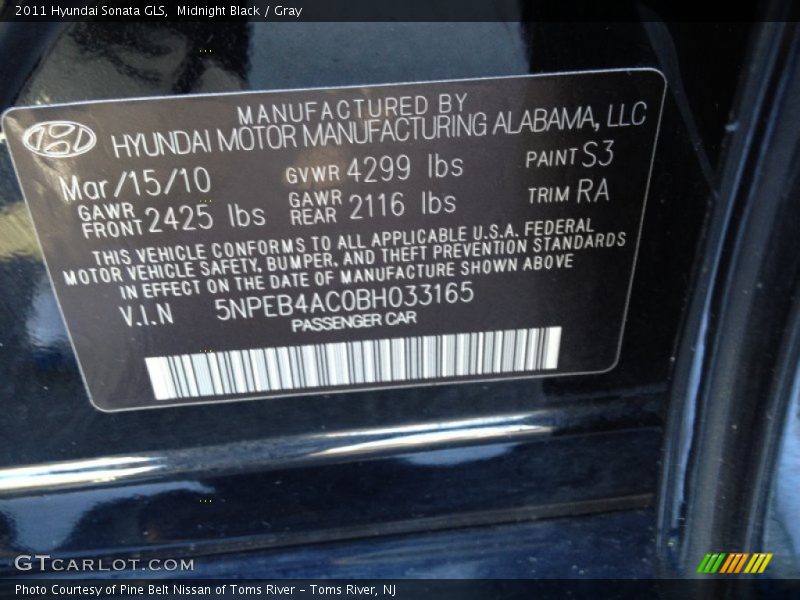 2011 Hyundai Sonata GLS, Midnight Black / Gray
MANUFACTURED BY
HYUNDAI MOTOR MANUFACTURING ALABAMA, LLC
Mar/15/10 GVWR 4299 lbs PAINT S3
GAWR FRONT 2425 lbs GAWR REAR 2116 lbs TRIM RA
THIS VEHICLE CONFORMS TO ALL APPLICABLE U.S.A. FEDERAL
MOTOR VEHICLE SAFETY, BUMPER, AND THEFT PREVENTION STANDARDS
IN EFFECT ON THE DATE OF MANUFACTURE SHOWN ABOVE
V.I.N 5NPEB4AC0BH033165
PASSENGER CAR
GTCARLOT.COM
Photo Courtesy of Pine Belt Nissan of Toms River - Toms River, NJ